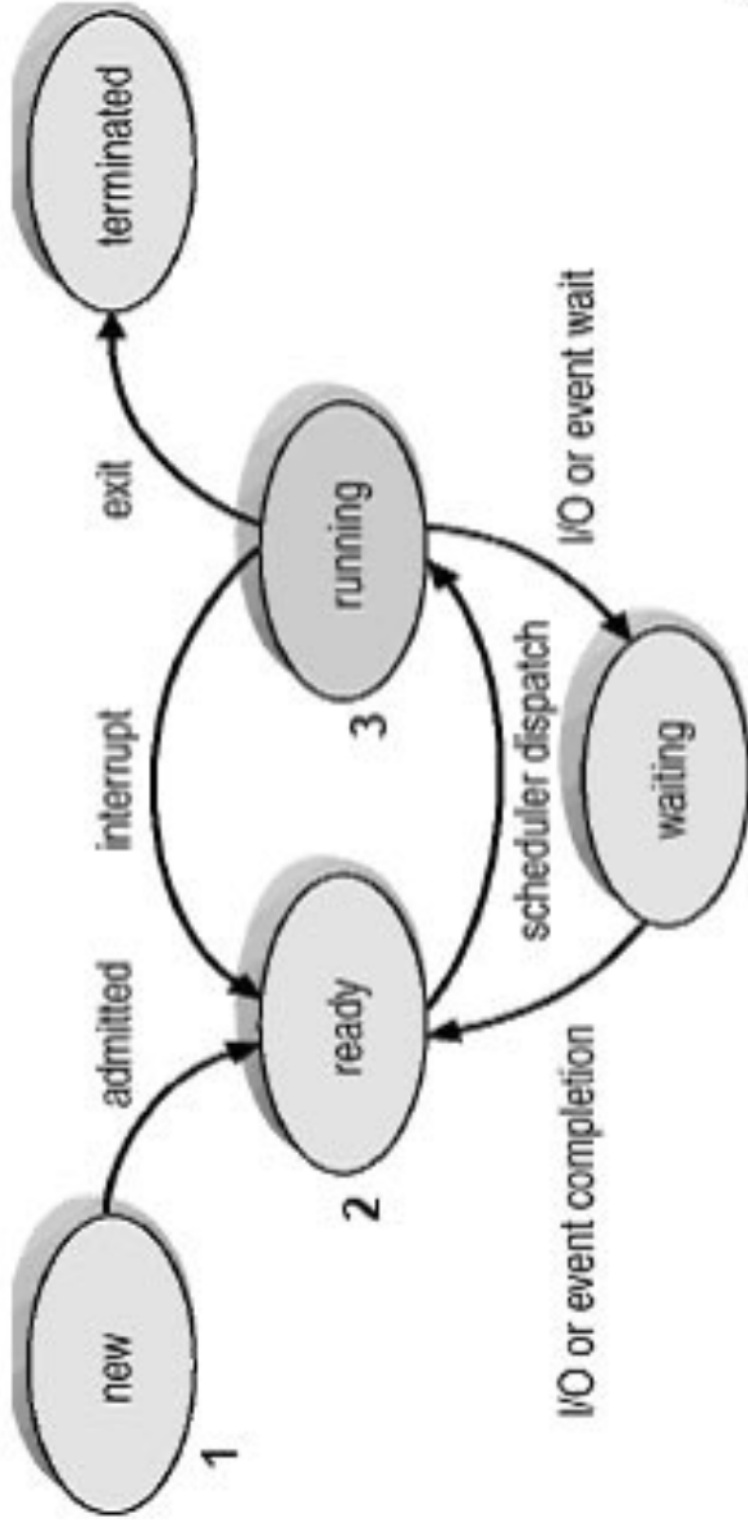 new
admitted
interrupt
exit
terminated
1
ready
running
2
3
scheduler dispatch
I/O or event completion
I/O or event wait
waiting